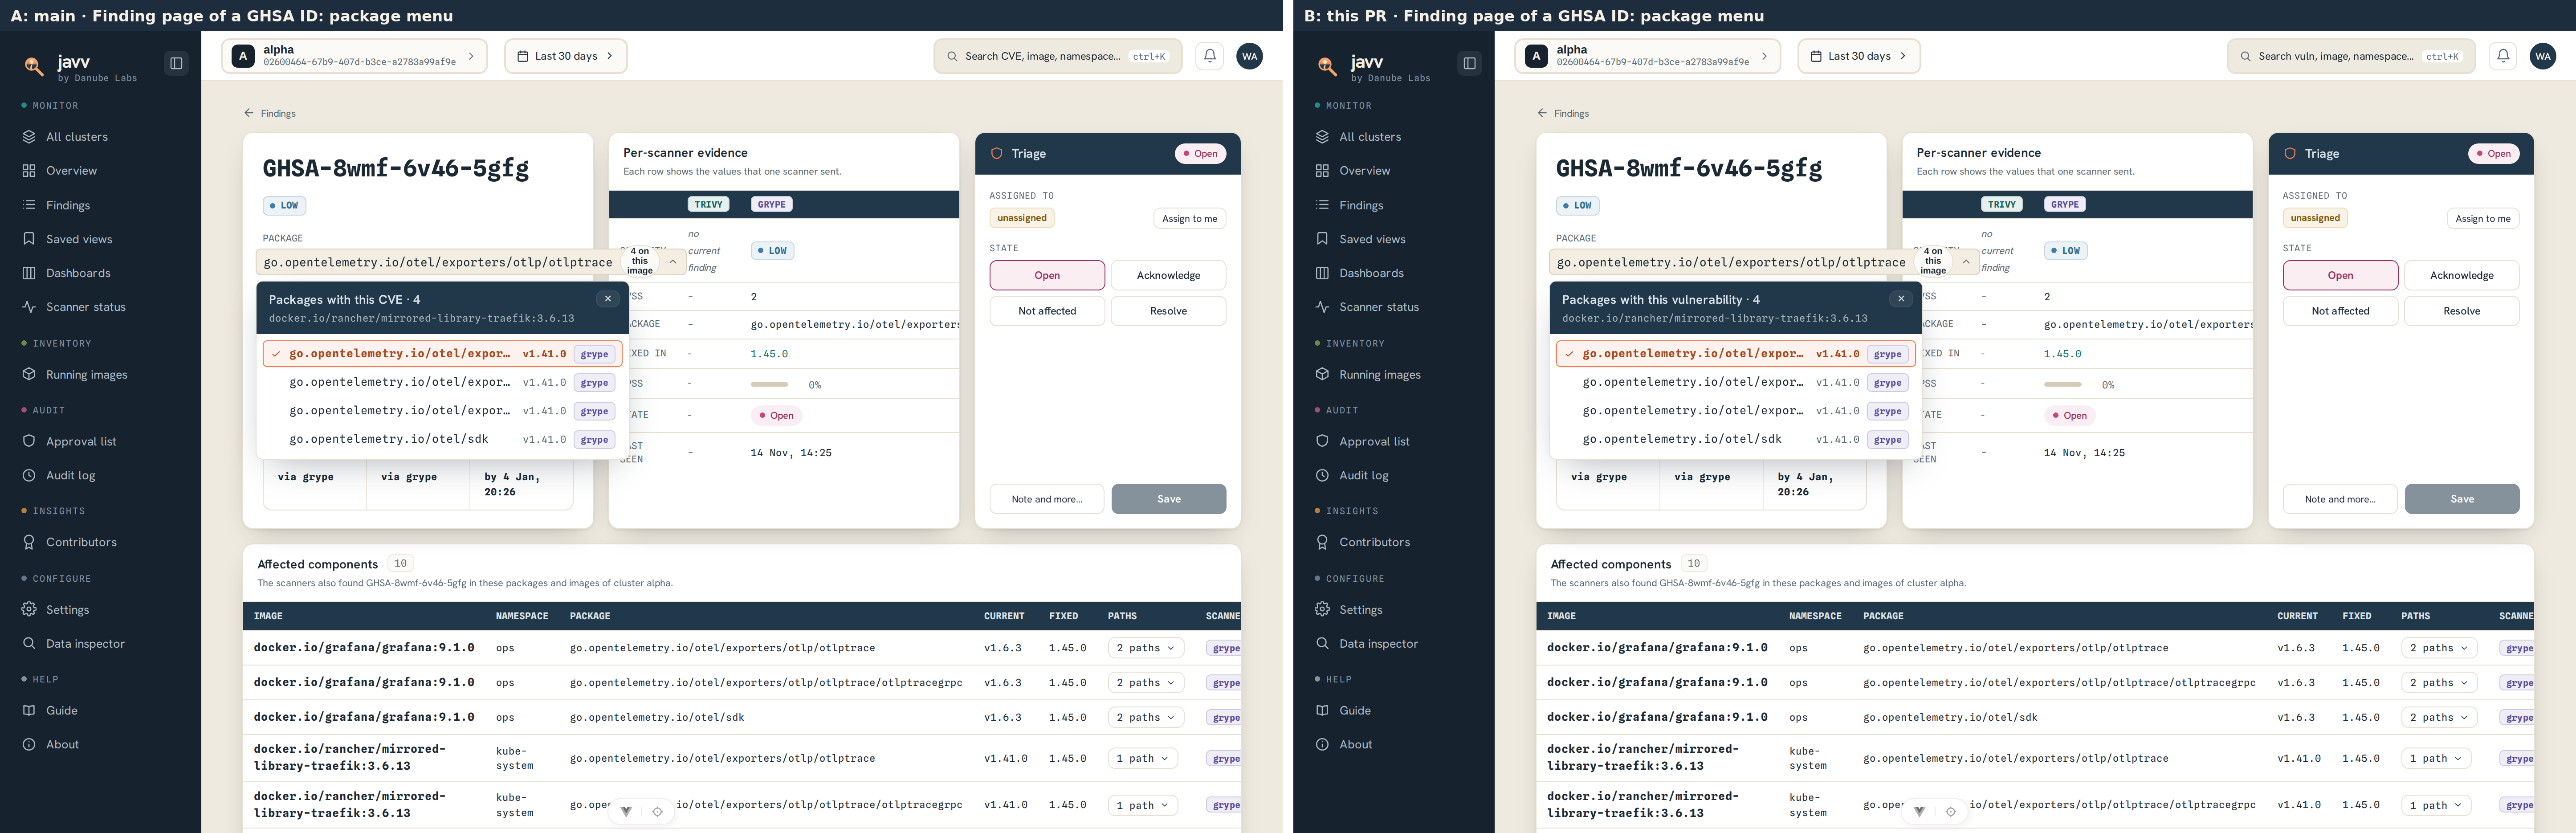 A: main · Finding page of a GHSA ID: package menu
javv
by Danube Labs
MONITOR
All clusters
Overview
Findings
Saved views
Dashboards
Scanner status
INVENTORY
Running images
AUDIT
Approval list
Audit log
INSIGHTS
Contributors
CONFIGURE
Settings
Data inspector
HELP
Guide
About
A
alpha
02600464-67b9-407d-b3ce-a2783a99af9e
Last 30 days
Search CVE, image, namespace...
ctrl+K
WA
Findings
GHSA-8wmf-6v46-5gfg
LOW
PACKAGE
go.opentelemetry.io/otel/exporters/otlp/otlptrace
4 on
this
image
Packages with this CVE · 4
docker.io/rancher/mirrored-library-traefik:3.6.13
go.opentelemetry.io/otel/expor… v1.41.0 grype
go.opentelemetry.io/otel/expor… v1.41.0 grype
go.opentelemetry.io/otel/expor… v1.41.0 grype
go.opentelemetry.io/otel/sdk v1.41.0 grype
via grype via grype by 4 Jan,
20:26
Per-scanner evidence
Each row shows the values that one scanner sent.
TRIVY GRYPE
no
current
finding
LOW
- 2
- go.opentelemetry.io/otel/exporters
- 1.45.0
- 0%
- Open
- 14 Nov, 14:25
Triage
Open
ASSIGNED TO
unassigned
Assign to me
STATE
Open
Acknowledge
Not affected
Resolve
Note and more...
Save
Affected components 10
The scanners also found GHSA-8wmf-6v46-5gfg in these packages and images of cluster alpha.
IMAGE NAMESPACE PACKAGE CURRENT FIXED PATHS SCANNE
docker.io/grafana/grafana:9.1.0 ops go.opentelemetry.io/otel/exporters/otlp/otlptrace v1.6.3 1.45.0 2 paths grype
docker.io/grafana/grafana:9.1.0 ops go.opentelemetry.io/otel/exporters/otlp/otlptrace/otlptracegrpc v1.6.3 1.45.0 2 paths grype
docker.io/grafana/grafana:9.1.0 ops go.opentelemetry.io/otel/sdk v1.6.3 1.45.0 2 paths grype
docker.io/rancher/mirrored-
library-traefik:3.6.13 kube-
system go.opentelemetry.io/otel/exporters/otlp/otlptrace v1.41.0 1.45.0 1 path grype
docker.io/rancher/mirrored-
library-traefik:3.6.13 kube-
system io/otel/exporters/otlp/otlptrace/otlptracegrpc v1.41.0 1.45.0 1 path grype
B: this PR · Finding page of a GHSA ID: package menu
javv
by Danube Labs
MONITOR
All clusters
Overview
Findings
Saved views
Dashboards
Scanner status
INVENTORY
Running images
AUDIT
Approval list
Audit log
INSIGHTS
Contributors
CONFIGURE
Settings
Data inspector
HELP
Guide
About
A
alpha
02600464-67b9-407d-b3ce-a2783a99af9e
Last 30 days
Search vuln, image, namespace...
ctrl+K
WA
Findings
GHSA-8wmf-6v46-5gfg
LOW
PACKAGE
go.opentelemetry.io/otel/exporters/otlp/otlptrace
4 on
this
image
Packages with this vulnerability · 4
docker.io/rancher/mirrored-library-traefik:3.6.13
go.opentelemetry.io/otel/expor… v1.41.0 grype
go.opentelemetry.io/otel/expor… v1.41.0 grype
go.opentelemetry.io/otel/expor… v1.41.0 grype
go.opentelemetry.io/otel/sdk v1.41.0 grype
via grype via grype by 4 Jan,
20:26
Per-scanner evidence
Each row shows the values that one scanner sent.
TRIVY GRYPE
no
current
finding
LOW
- 2
- go.opentelemetry.io/otel/exporters
- 1.45.0
- 0%
- Open
- 14 Nov, 14:25
Triage
Open
ASSIGNED TO
unassigned
Assign to me
STATE
Open
Acknowledge
Not affected
Resolve
Note and more...
Save
Affected components 10
The scanners also found GHSA-8wmf-6v46-5gfg in these packages and images of cluster alpha.
IMAGE NAMESPACE PACKAGE CURRENT FIXED PATHS SCANNE
docker.io/grafana/grafana:9.1.0 ops go.opentelemetry.io/otel/exporters/otlp/otlptrace v1.6.3 1.45.0 2 paths grype
docker.io/grafana/grafana:9.1.0 ops go.opentelemetry.io/otel/exporters/otlp/otlptrace/otlptracegrpc v1.6.3 1.45.0 2 paths grype
docker.io/grafana/grafana:9.1.0 ops go.opentelemetry.io/otel/sdk v1.6.3 1.45.0 2 paths grype
docker.io/rancher/mirrored-
library-traefik:3.6.13 kube-
system go.opentelemetry.io/otel/exporters/otlp/otlptrace v1.41.0 1.45.0 1 path grype
docker.io/rancher/mirrored-
library-traefik:3.6.13 kube-
system io/otel/exporters/otlp/otlptrace/otlptracegrpc v1.41.0 1.45.0 1 path grype